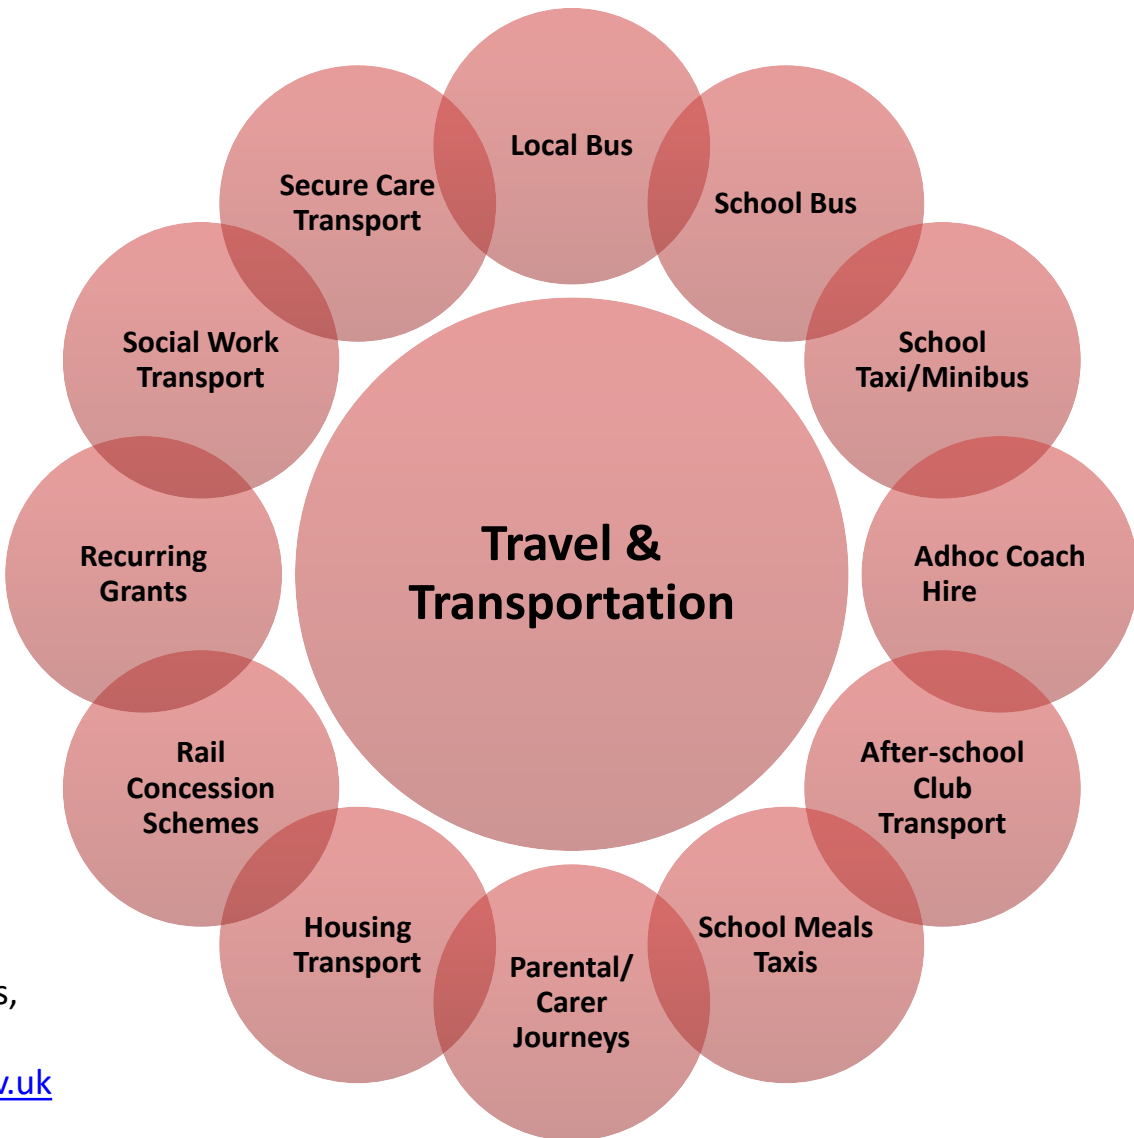 Local Bus
School Bus
School
Taxi/Minibus
Adhoc Coach
Hire
After-school
Club
Transport
School Meals
Taxis
Parental/
Carer
Journeys
Housing
Transport
Rail
Concession
Schemes
Recurring
Grants
Social Work
Transport
Secure Care
Transport
Travel &
Transportation
s,
v.uk